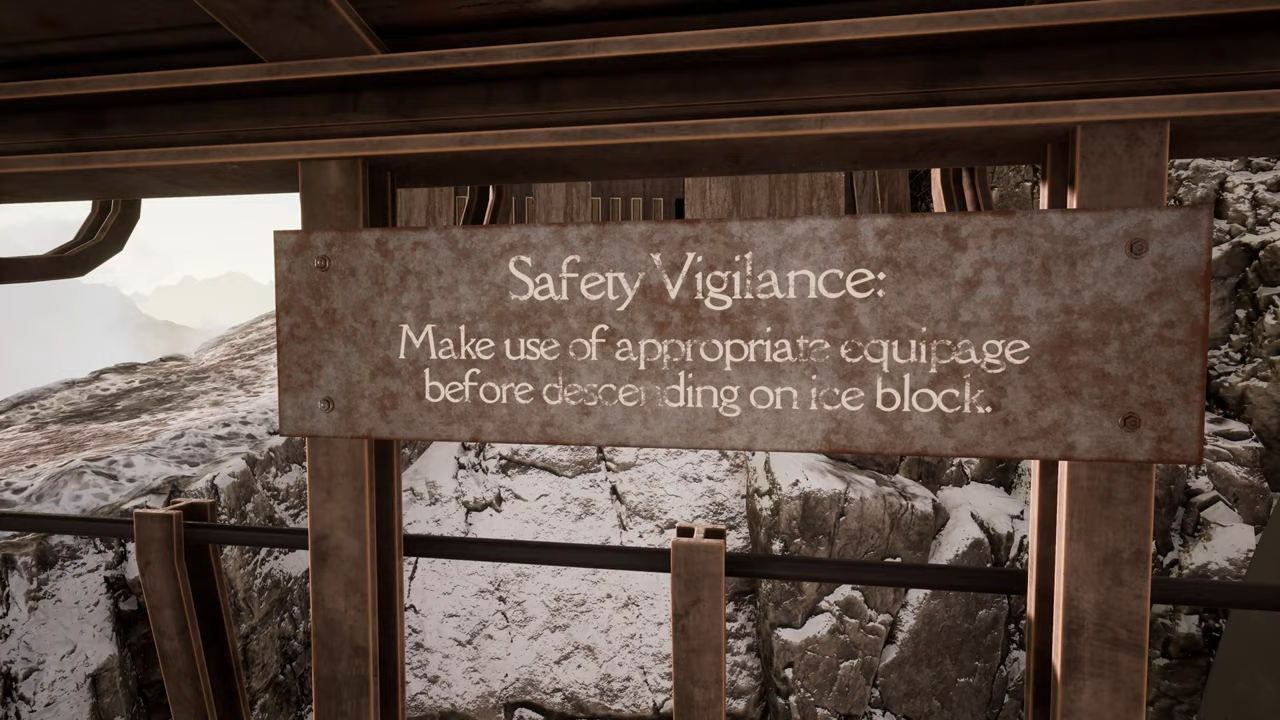 Safety Vigilance:
Make use of appropriate equipage
before descending on ice block.